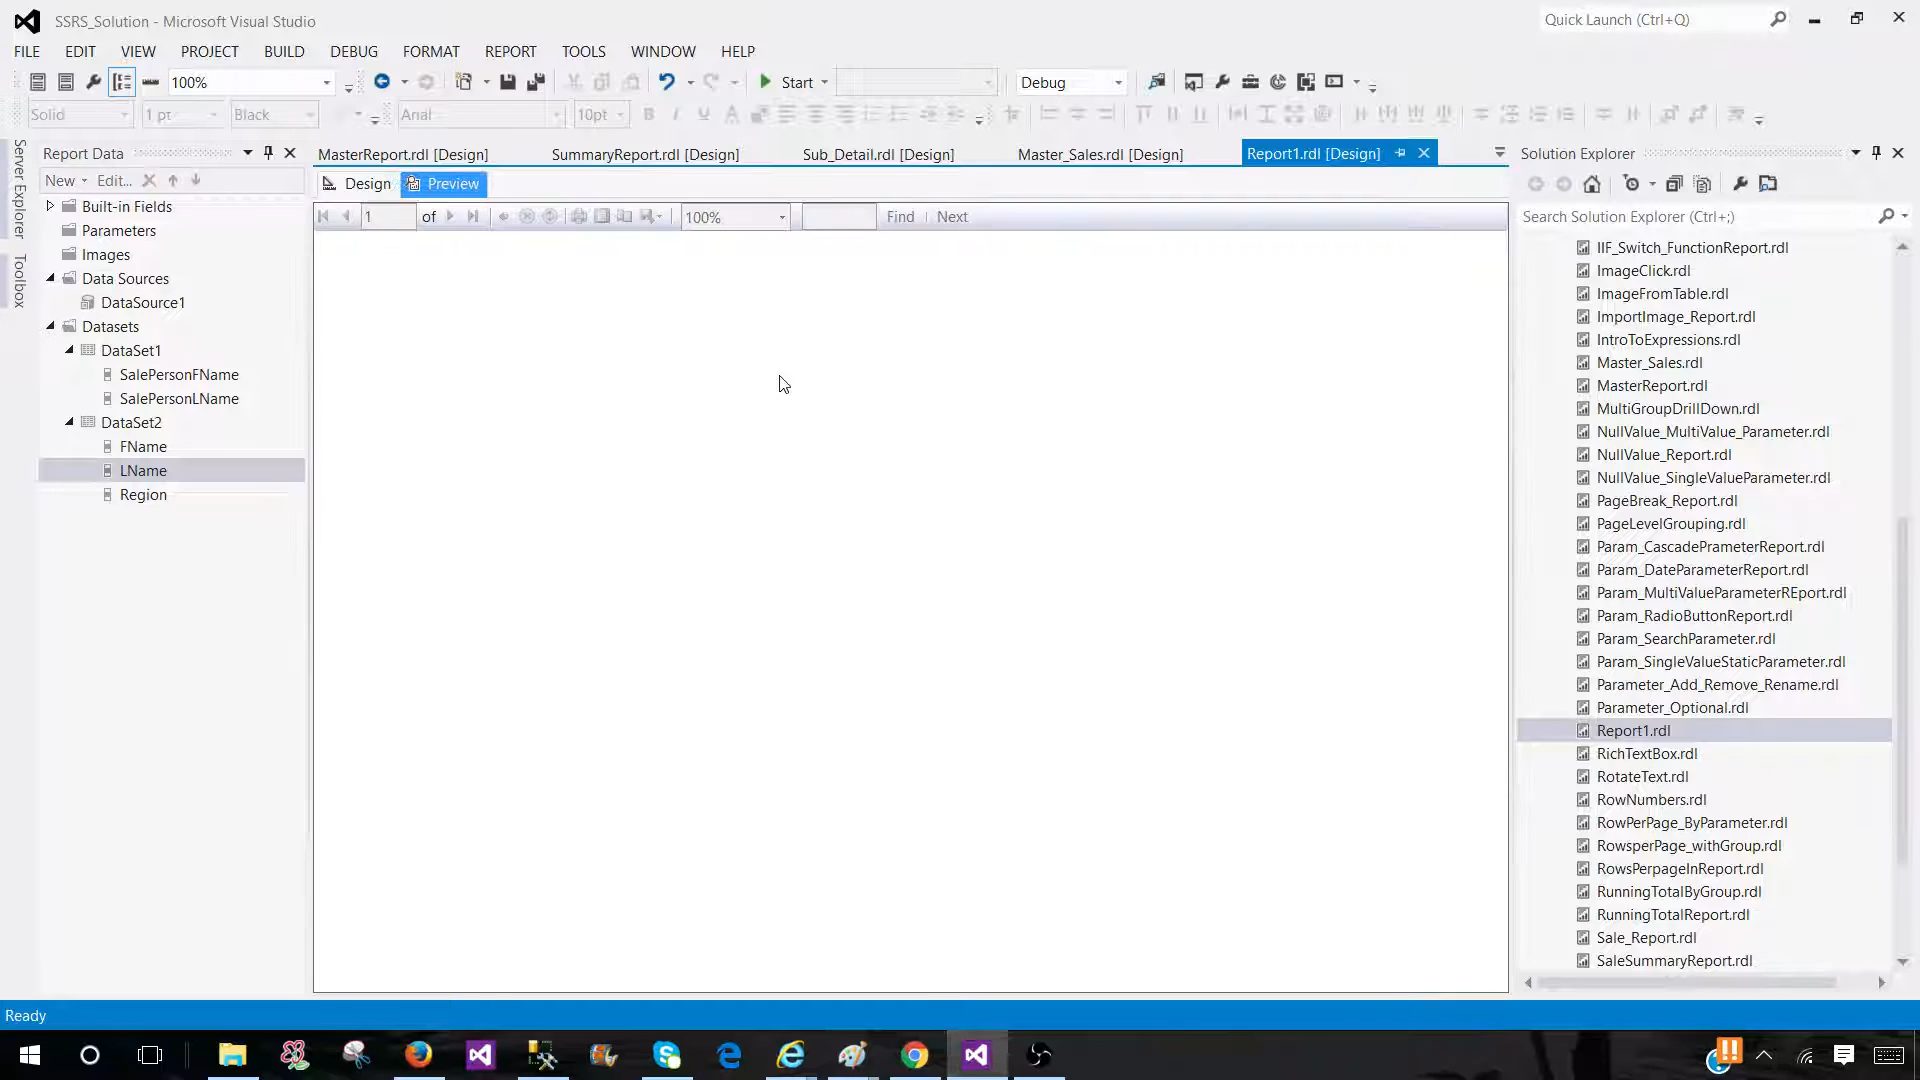 SSRS_Solution - Microsoft Visual Studio
Quick Launch (Ctrl+Q)
FILE EDIT VIEW PROJECT BUILD DEBUG FORMAT REPORT TOOLS WINDOW HELP
100% Start Debug
Solid 1 pt Black Arial 10pt B I U A
Server Explorer
Toolbox
Report Data
New Edit...
Built-in Fields
Parameters
Images
Data Sources
DataSource1
Datasets
DataSet1
SalePersonFName
SalePersonLName
DataSet2
FName
LName
Region
MasterReport.rdl [Design] SummaryReport.rdl [Design] Sub_Detail.rdl [Design] Master_Sales.rdl [Design] Report1.rdl [Design]
Design Preview
1 of 100% Find Next
Solution Explorer
Search Solution Explorer (Ctrl+;)
IIF_Switch_FunctionReport.rdl
ImageClick.rdl
ImageFromTable.rdl
ImportImage_Report.rdl
IntroToExpressions.rdl
Master_Sales.rdl
MasterReport.rdl
MultiGroupDrillDown.rdl
NullValue_MultiValue_Parameter.rdl
NullValue_Report.rdl
NullValue_SingleValueParameter.rdl
PageBreak_Report.rdl
PageLevelGrouping.rdl
Param_CascadePrameterReport.rdl
Param_DateParameterReport.rdl
Param_MultiValueParameterREport.rdl
Param_RadioButtonReport.rdl
Param_SearchParameter.rdl
Param_SingleValueStaticParameter.rdl
Parameter_Add_Remove_Rename.rdl
Parameter_Optional.rdl
Report1.rdl
RichTextBox.rdl
RotateText.rdl
RowNumbers.rdl
RowPerPage_ByParameter.rdl
RowsperPage_withGroup.rdl
RowsPerpageInReport.rdl
RunningTotalByGroup.rdl
RunningTotalReport.rdl
Sale_Report.rdl
SaleSummaryReport.rdl
Ready